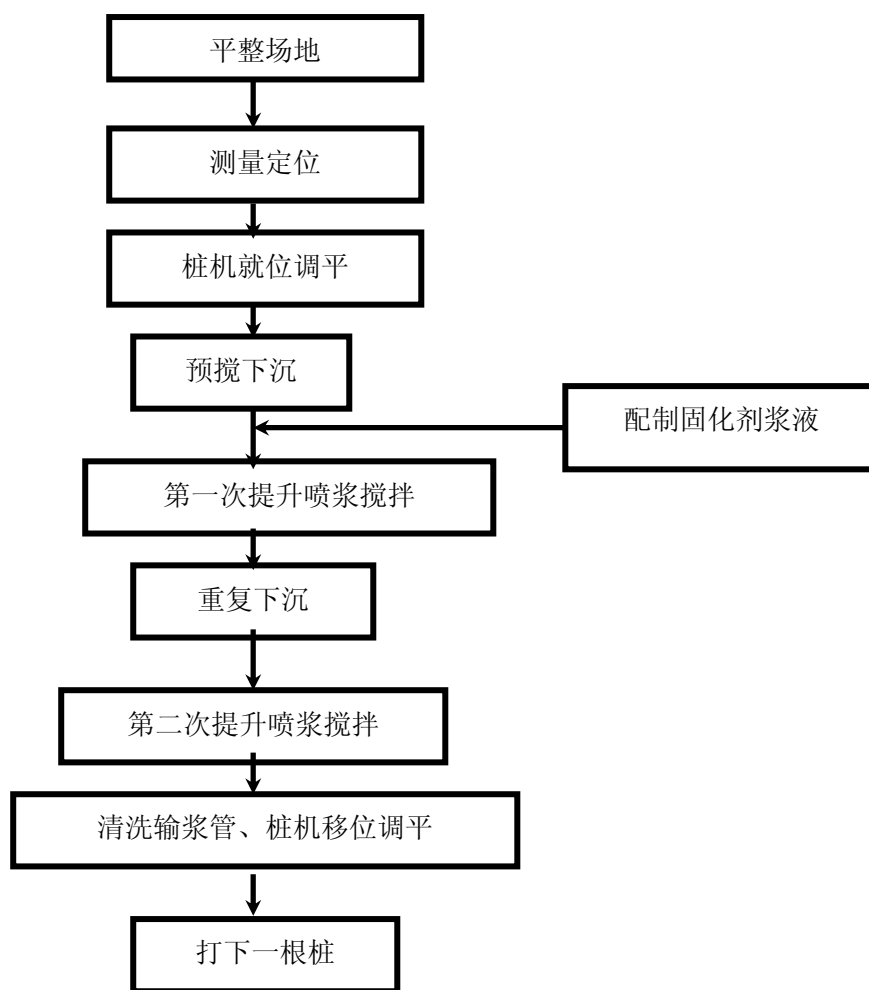 平整场地
测量定位
桩机就位调平
预搅下沉
配制固化剂浆液
第一次提升喷浆搅拌
重复下沉
第二次提升喷浆搅拌
清洗输浆管、桩机移位调平
打下一根桩